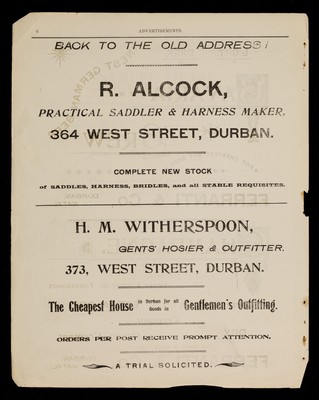 6
ADVERTISEMENTS.
BACK TO THE OLD ADDRESS!
R. ALCOCK,
PRACTICAL SADDLER & HARNESS MAKER,
364 WEST STREET, DURBAN.
COMPLETE NEW STOCK
of SADDLES, HARNESS, BRIDLES, and all STABLE REQUISITES.
H. M. WITHERSPOON,
GENTS' HOSIER & OUTFITTER.
373, WEST STREET, DURBAN.
The Cheapest House in Durban for all Goods in Gentlemen's Outfitting.
ORDERS PER POST RECEIVE PROMPT ATTENTION.
A TRIAL SOLICITED.